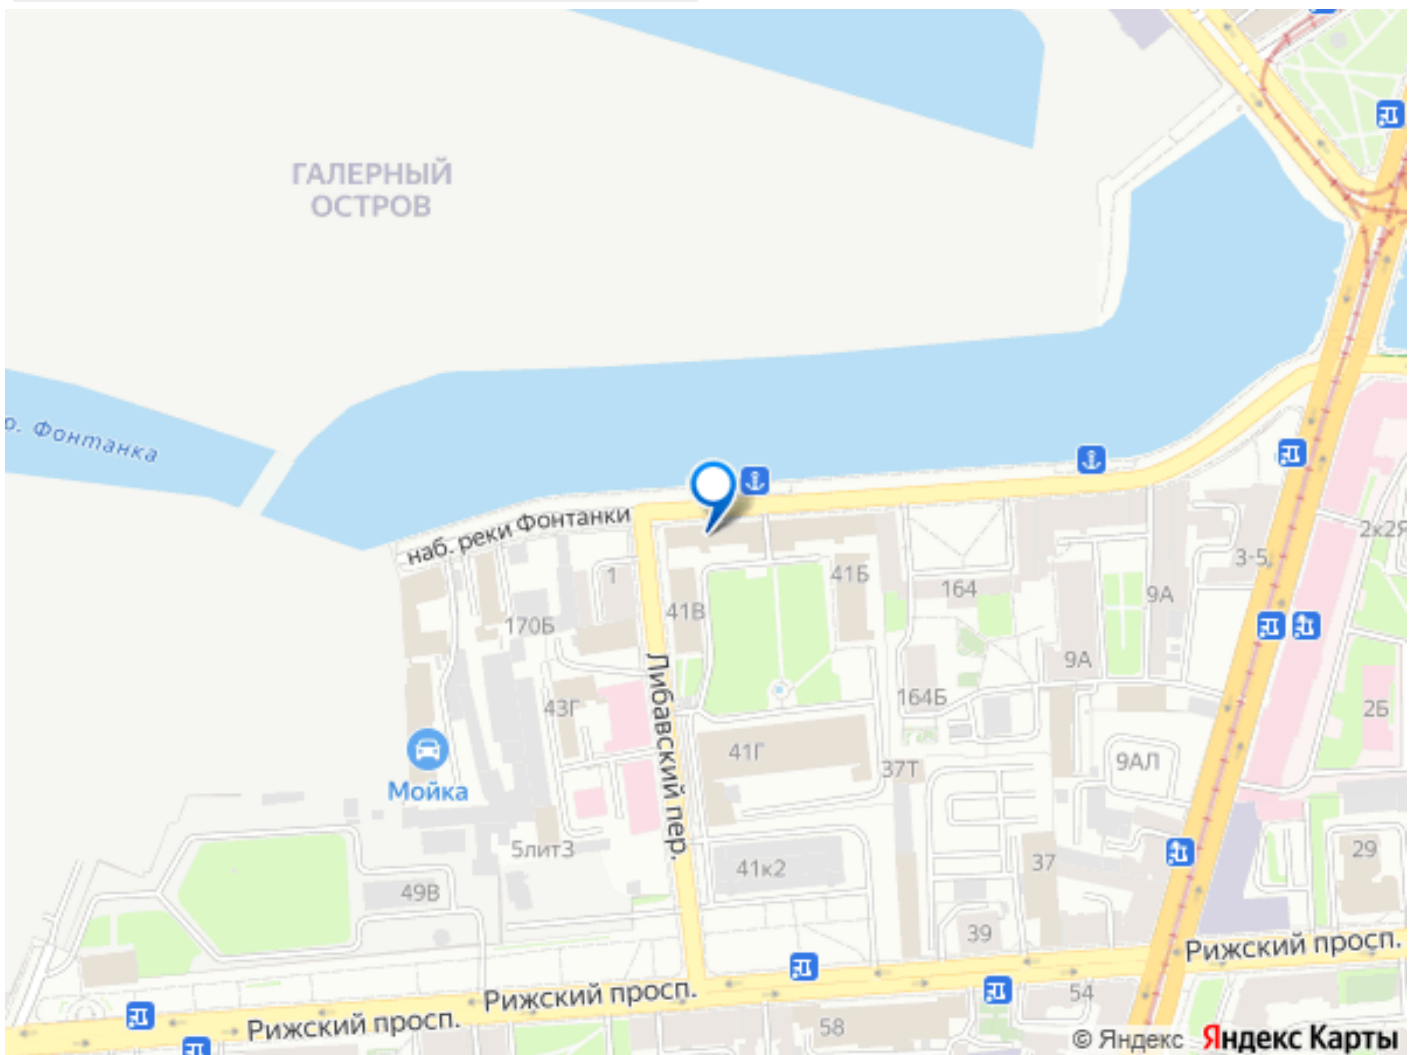 ГАЛЕРНЫЙ
ОСТРОВ
р. Фонтанка
наб. реки Фонтанки
2к2Я
3-5
1
41Б
164
9А
41В
170Б
9А
Либавский пер.
164Б
43Г
2Б
41Г
9АЛ
37Т
Мойка
5литЗ
29
41к2
37
49В
39
Рижский просп.
Рижский просп.
54
Рижский просп.
58
© Яндекс Яндекс Карты